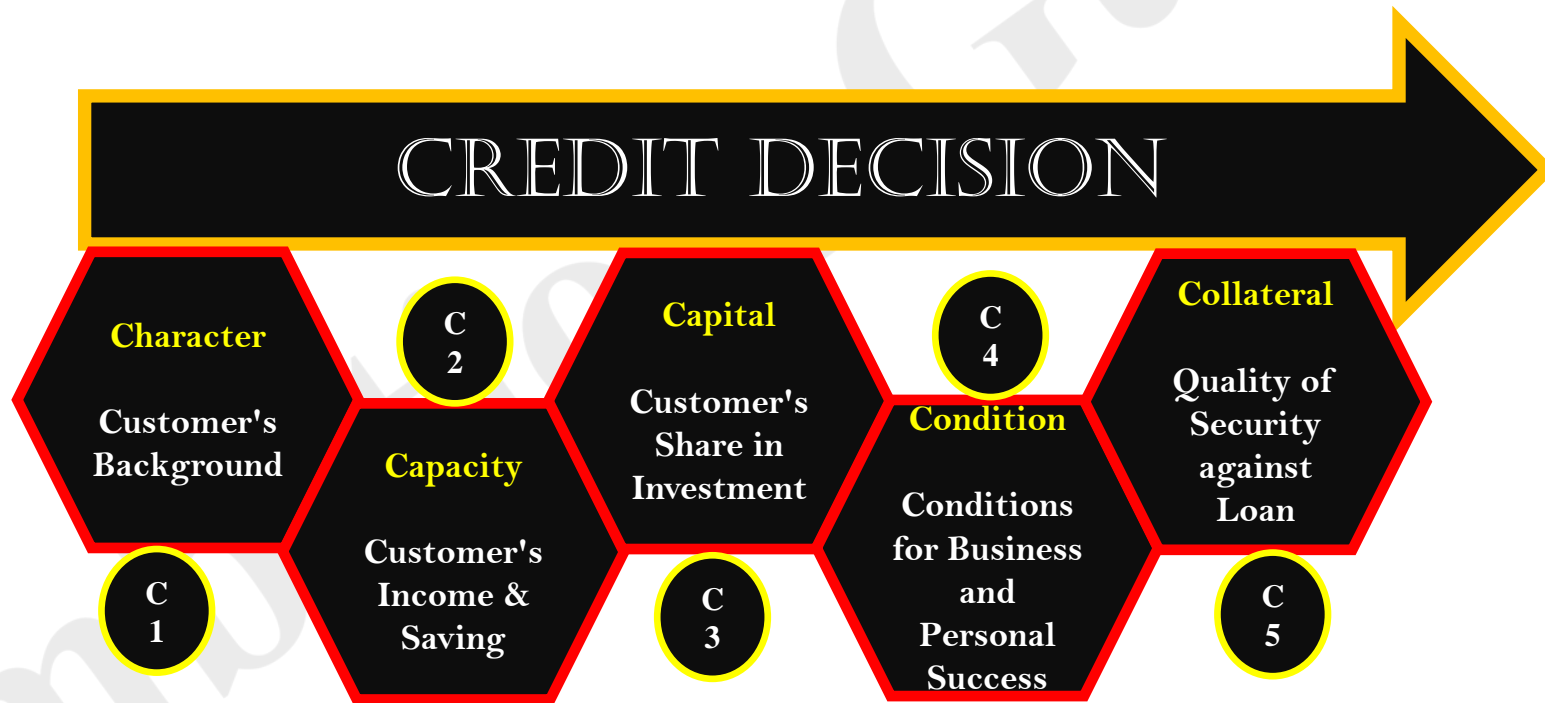 CREDIT DECISION
Character
Customer's
Background
C
1
C
2
Capacity
Customer's
Income &
Saving
Capital
Customer's
Share in
Investment
C
3
C
4
Condition
Conditions
for Business
and
Personal
Success
Collateral
Quality of
Security
against
Loan
C
5